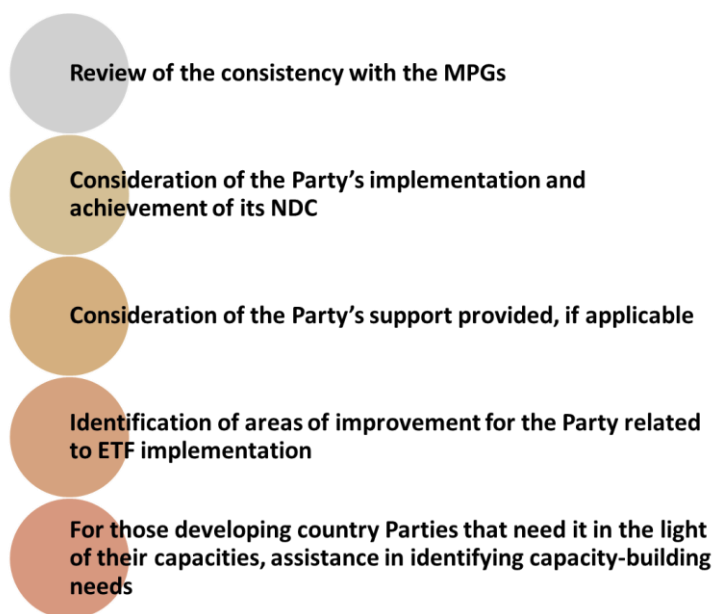 Review of the consistency with the MPGs
Consideration of the Party's implementation and
achievement of its NDC
Consideration of the Party's support provided, if applicable
Identification of areas of improvement for the Party related
to ETF implementation
For those developing country Parties that need it in the light
of their capacities, assistance in identifying capacity-building
needs